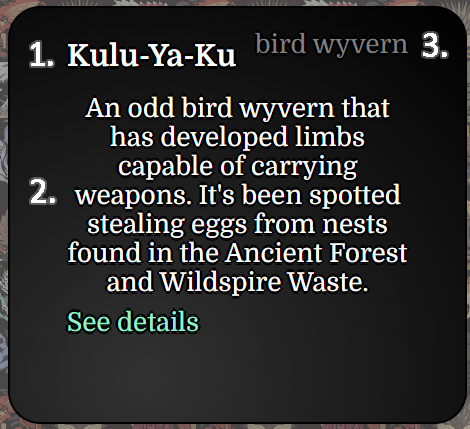 1. Kulu-Ya-Ku bird wyvern 3.
An odd bird wyvern that
has developed limbs
capable of carrying
2. weapons. It's been spotted
stealing eggs from nests
found in the Ancient Forest
and Wildspire Waste.
See details